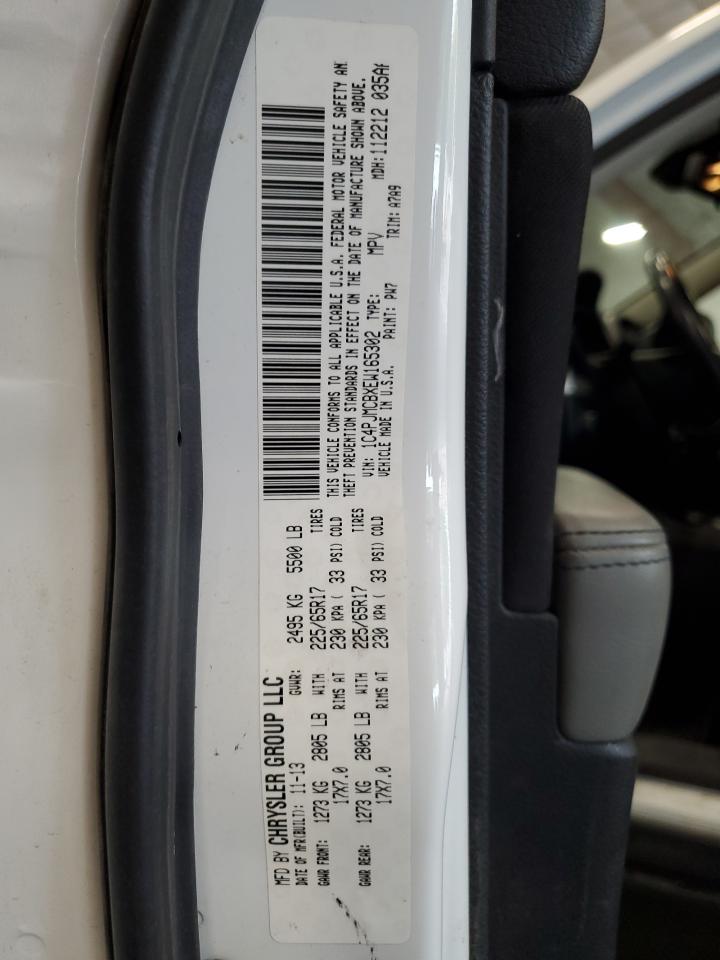 MFD BY CHRYSLER GROUP LLC
DATE OF MFR(BUILT): 11-13 GVWR: 2495 KG 5500 LB
GAWR FRONT: 1273 KG 2805 LB WITH 225/65R17 TIRES
17X7.0 RIMS AT 230 KPA ( 33 PSI) COLD
GAWR REAR: 1273 KG 2805 LB WITH 225/65R17 TIRES
17X7.0 RIMS AT 230 KPA ( 33 PSI) COLD
THIS VEHICLE CONFORMS TO ALL APPLICABLE U.S.A. FEDERAL MOTOR VEHICLE SAFETY AN
THEFT PREVENTION STANDARDS IN EFFECT ON THE DATE OF MANUFACTURE SHOWN ABOVE.
VIN: 1C4PJMCBXEW165302 TYPE: MPV MDH: 112212 035A
VEHICLE MADE IN U.S.A. PAINT: PW7 TRIM: A7A9